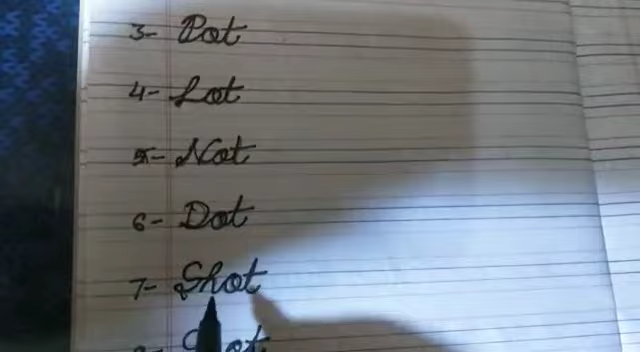 3- Pot
4- Lot
5- Not
6- Dot
7- Shot